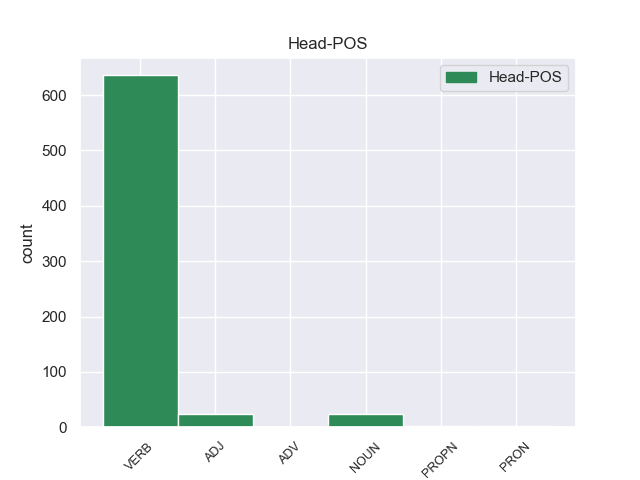 Head-POS
Head-POS
600
500
400
300
200
100
0
count
VERB
ADJ
ADV
NOUN
PROPN
PRON